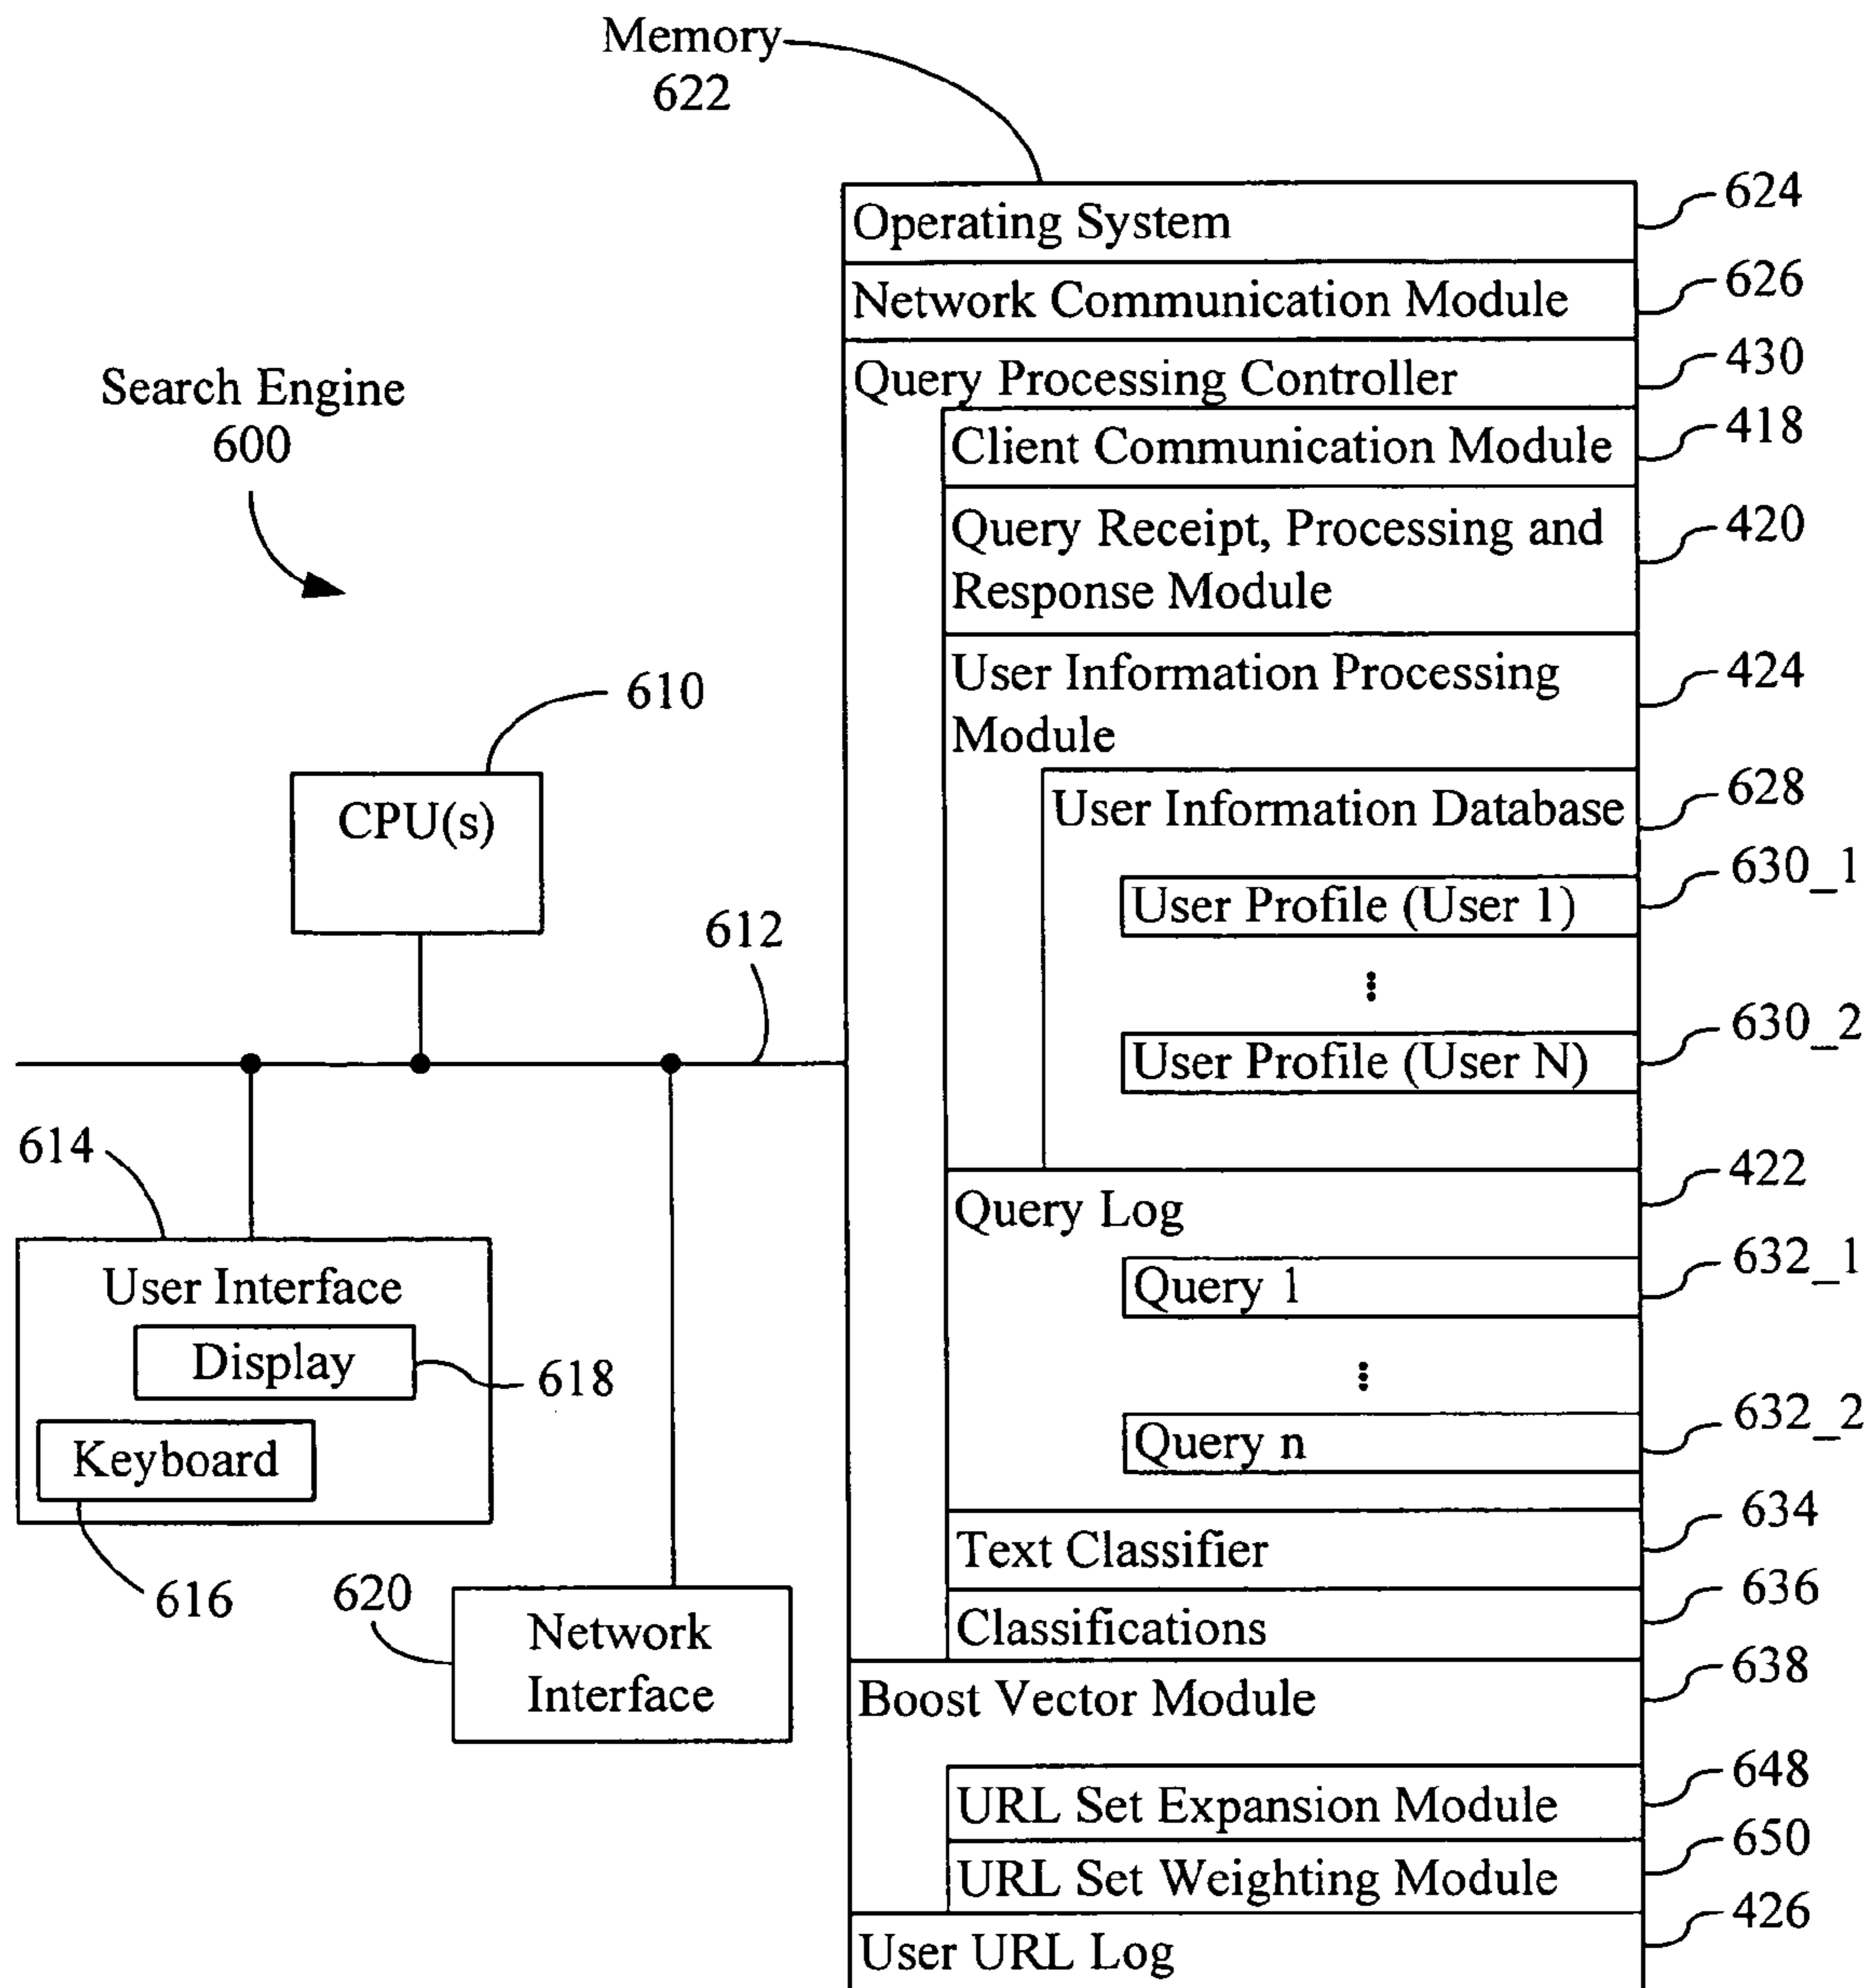 Memory
622
Operating System
624
Network Communication Module
626
Query Processing Controller
430
Search Engine
600
Client Communication Module
418
Query Receipt, Processing and
Response Module
420
User Information Processing
Module
424
610
CPU(s)
User Information Database
628
User Profile (User 1)
630_1
612
User Profile (User N)
630_2
614
User Interface
Display
618
Keyboard
616
620
Network
Interface
Query Log
422
Query 1
632_1
Query n
632_2
Text Classifier
634
Classifications
636
Boost Vector Module
638
URL Set Expansion Module
648
URL Set Weighting Module
650
User URL Log
426